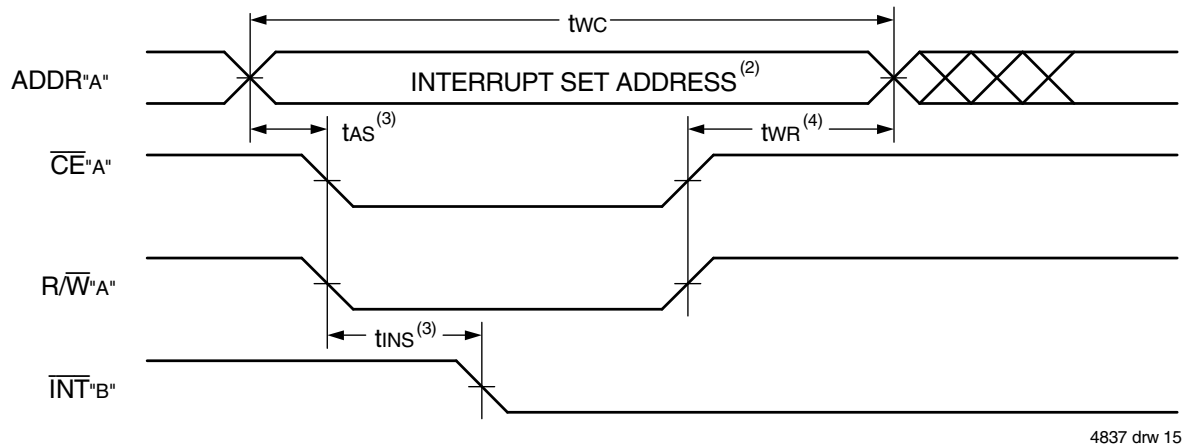 tWC
ADDR"A"
INTERRUPT SET ADDRESS(2)
tAS(3)
tWR(4)
CE"A"
R/W"A"
tINS(3)
INT"B"
4837 drw 15